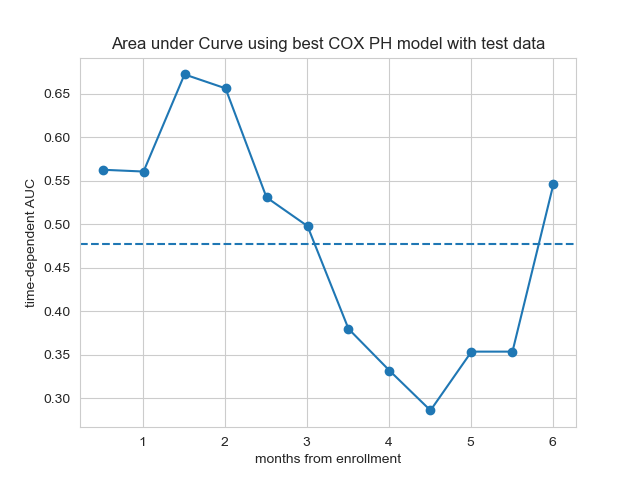 Area under Curve using best COX PH model with test data
time-dependent AUC
0.65
0.60
0.55
0.50
0.45
0.40
0.35
0.30
1 2 3 4 5 6
months from enrollment